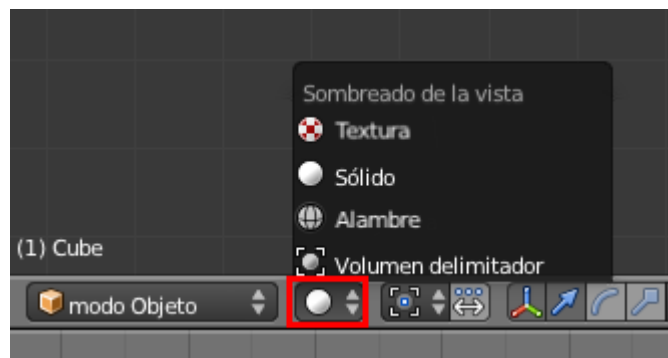 Sombreado de la vista
Textura
Sólido
Alambre
Volumen delimitador
(1) Cube
modo Objeto